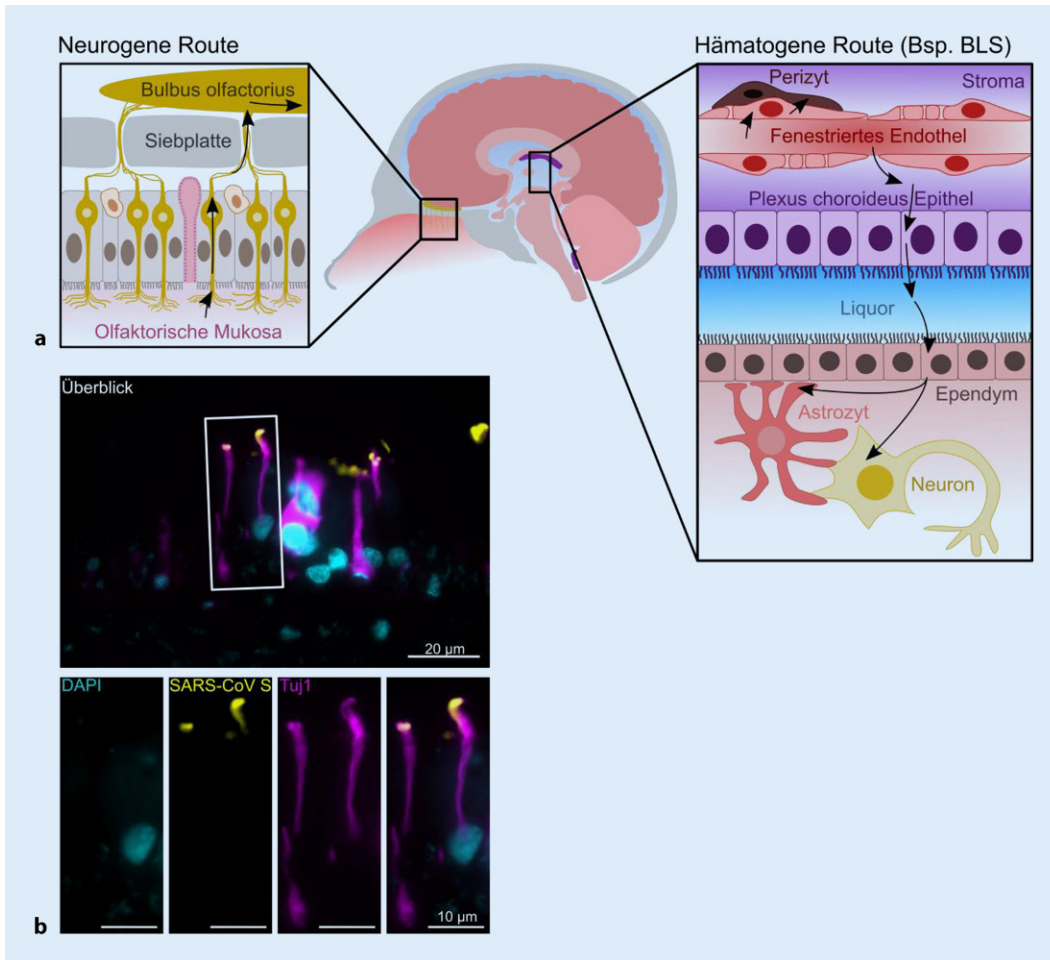 Neurogene Route
Bulbus olfactorius
Siebplatte
Olfaktorische Mukosa
a
Hämatogene Route (Bsp. BLS)
Perizyt
Stroma
Fenestriertes Endothel
Plexus choroideus Epithel
Liquor
Ependym
Astrozyt
Neuron
Überblick
20 µm
DAPI
SARS-CoV S
Tuj1
10 µm
b